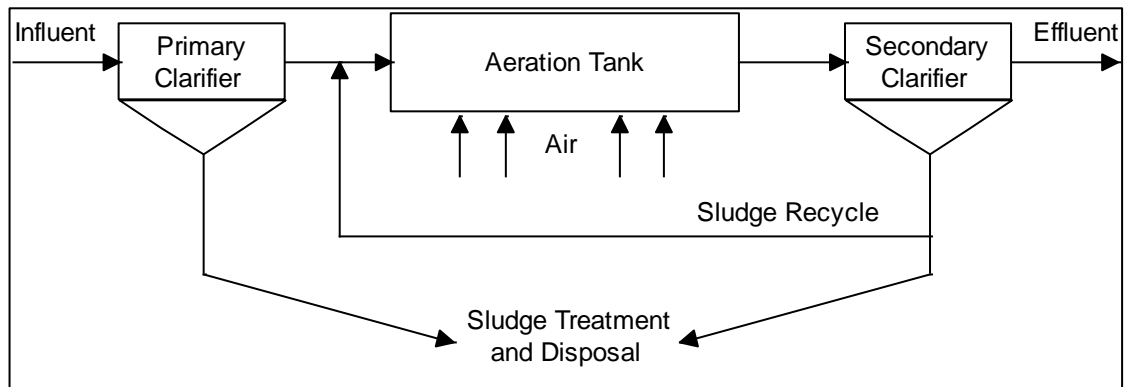 Influent
Primary
Clarifier
Aeration Tank
Secondary
Clarifier
Effluent
Air
Sludge Recycle
Sludge Treatment
and Disposal